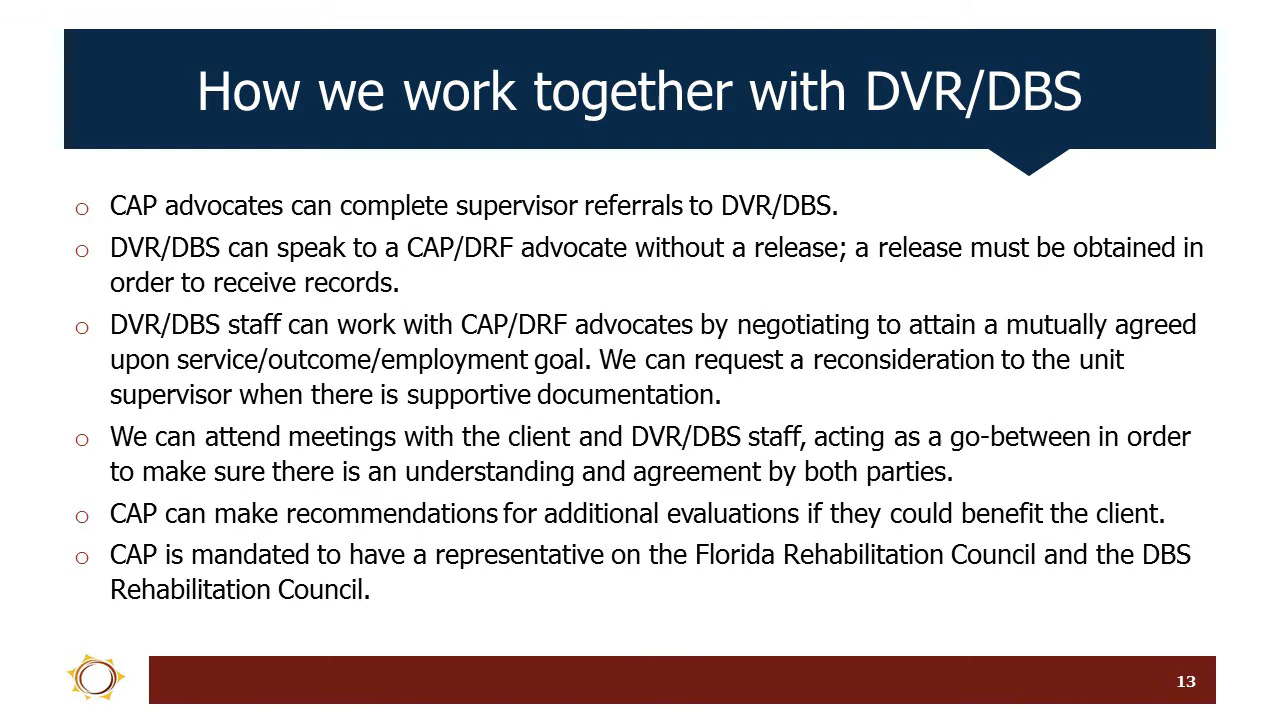 How we work together with DVR/DBS
o CAP advocates can complete supervisor referrals to DVR/DBS.
o DVR/DBS can speak to a CAP/DRF advocate without a release; a release must be obtained in
order to receive records.
o DVR/DBS staff can work with CAP/DRF advocates by negotiating to attain a mutually agreed
upon service/outcome/employment goal. We can request a reconsideration to the unit
supervisor when there is supportive documentation.
o We can attend meetings with the client and DVR/DBS staff, acting as a go-between in order
to make sure there is an understanding and agreement by both parties.
o CAP can make recommendations for additional evaluations if they could benefit the client.
o CAP is mandated to have a representative on the Florida Rehabilitation Council and the DBS
Rehabilitation Council.
13